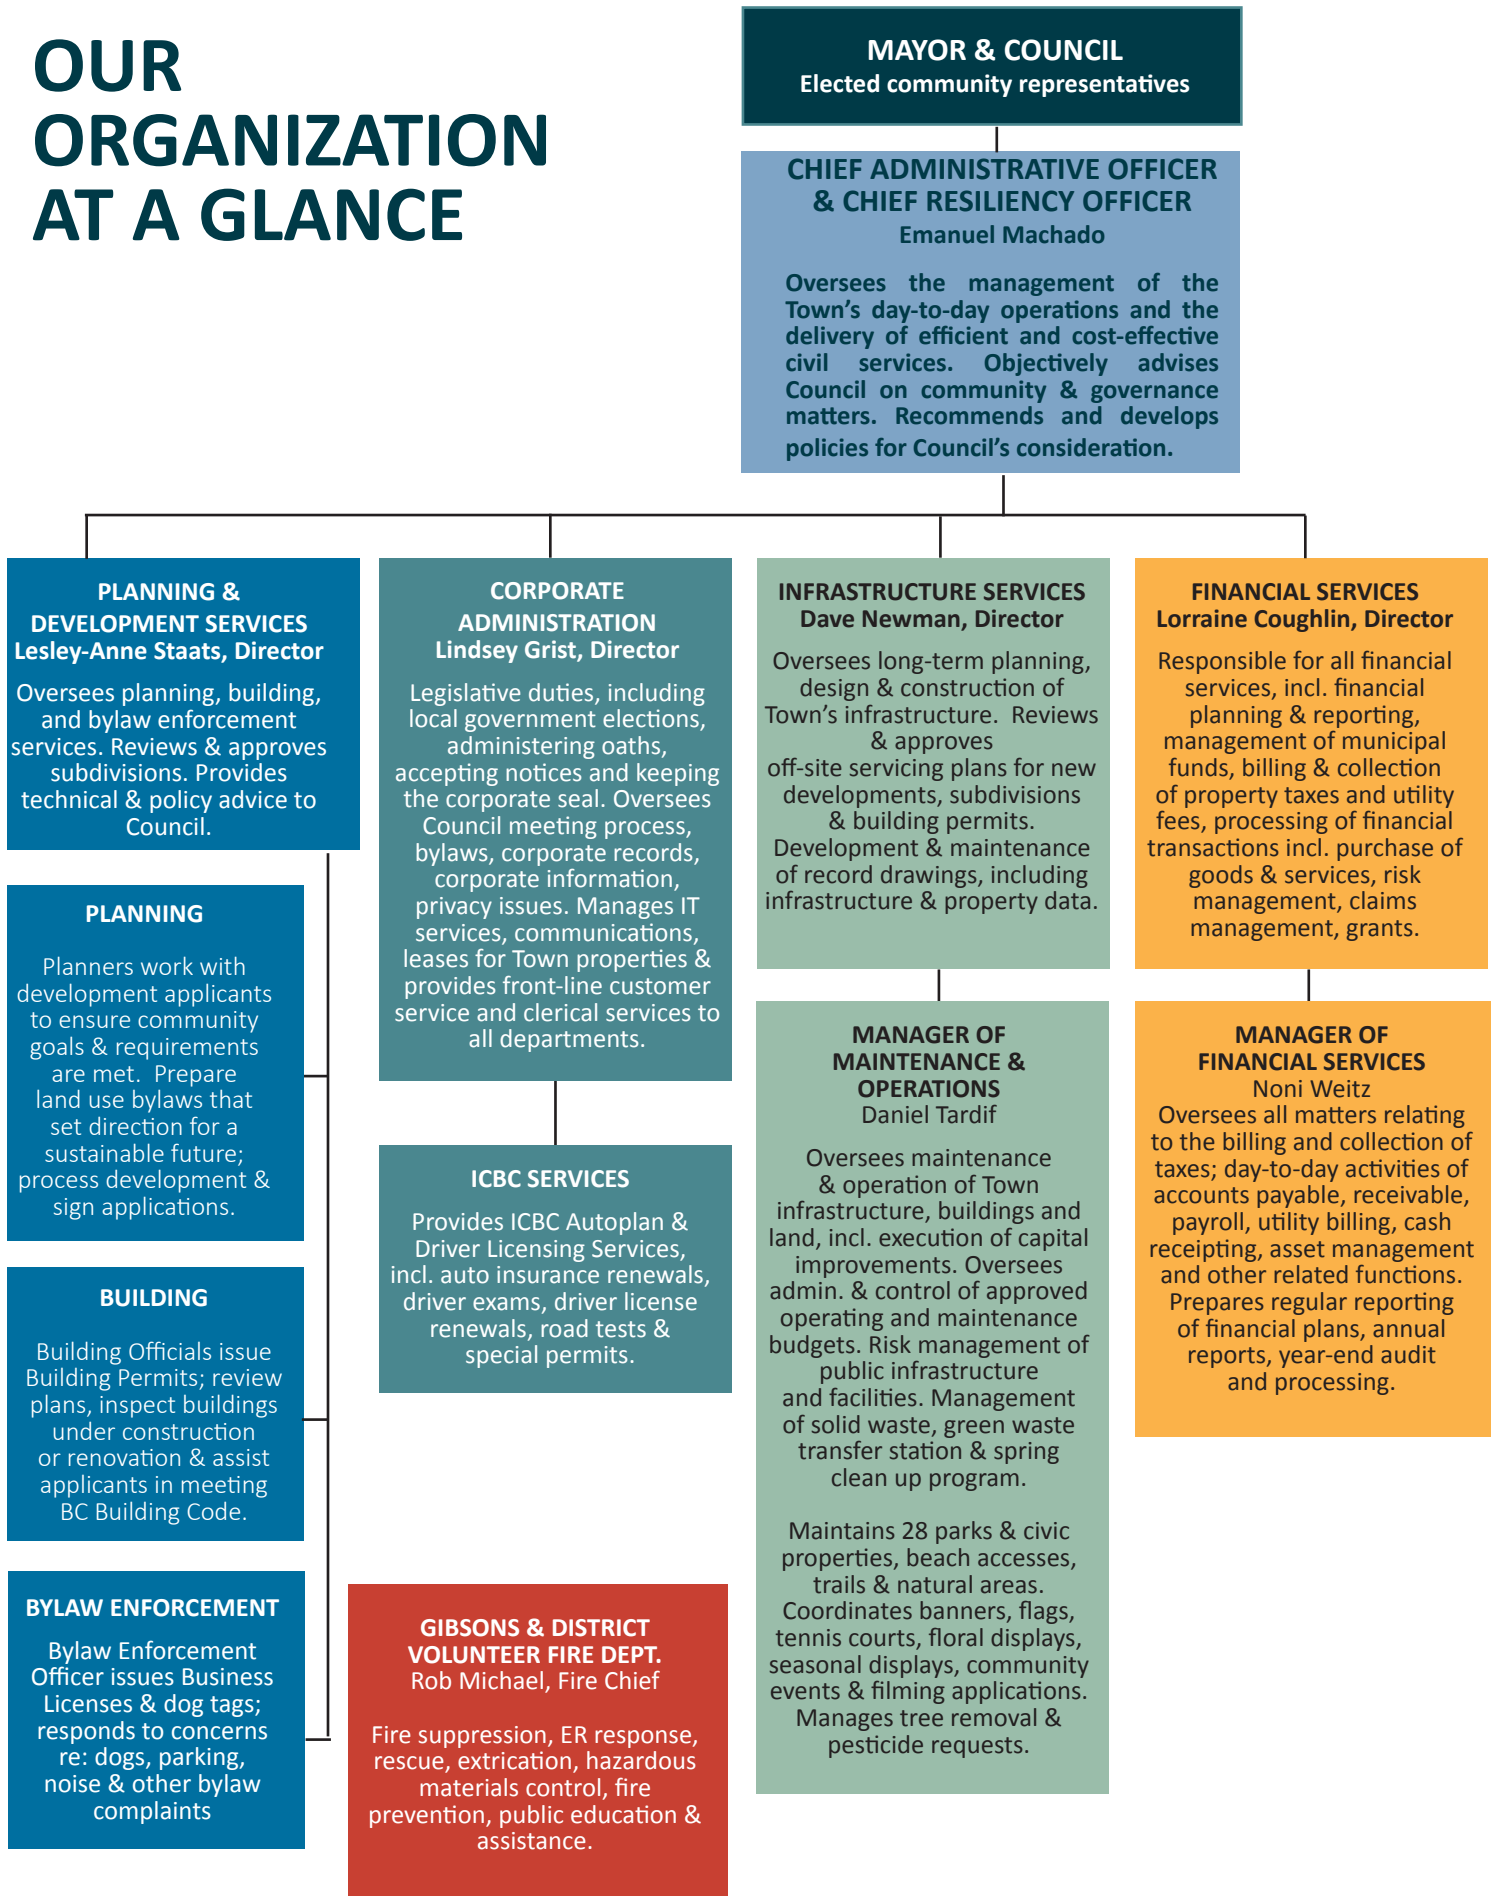 OUR
ORGANIZATION
AT A GLANCE
MAYOR & COUNCIL
Elected community representatives
CHIEF ADMINISTRATIVE OFFICER
& CHIEF RESILIENCY OFFICER
Emanuel Machado
Oversees the management of the
Town’s day-to-day operations and the
delivery of efficient and cost-effective
civil services. Objectively advises
Council on community & governance
matters. Recommends and develops
policies for Council’s consideration.
PLANNING &
DEVELOPMENT SERVICES
Lesley-Anne Staats, Director
Oversees planning, building,
and bylaw enforcement
services. Reviews & approves
subdivisions. Provides
technical & policy advice to
Council.
PLANNING
Planners work with
development applicants
to ensure community
goals & requirements
are met. Prepare
land use bylaws that
set direction for a
sustainable future;
process development &
sign applications.
BUILDING
Building Officials issue
Building Permits; review
plans, inspect buildings
under construction
or renovation & assist
applicants in meeting
BC Building Code.
BYLAW ENFORCEMENT
Bylaw Enforcement
Officer issues Business
Licenses & dog tags;
responds to concerns
re: dogs, parking,
noise & other bylaw
complaints
CORPORATE
ADMINISTRATION
Lindsey Grist, Director
Legislative duties, including
local government elections,
administering oaths,
accepting notices and keeping
the corporate seal. Oversees
Council meeting process,
bylaws, corporate records,
corporate information,
privacy issues. Manages IT
services, communications,
leases for Town properties &
provides front-line customer
service and clerical services to
all departments.
ICBC SERVICES
Provides ICBC Autoplan &
Driver Licensing Services,
incl. auto insurance renewals,
driver exams, driver license
renewals, road tests &
special permits.
GIBSONS & DISTRICT
VOLUNTEER FIRE DEPT.
Rob Michael, Fire Chief
Fire suppression, ER response,
rescue, extrication, hazardous
materials control, fire
prevention, public education &
assistance.
INFRASTRUCTURE SERVICES
Dave Newman, Director
Oversees long-term planning,
design & construction of
Town’s infrastructure. Reviews
& approves
off-site servicing plans for new
developments, subdivisions
& building permits.
Development & maintenance
of record drawings, including
infrastructure & property data.
MANAGER OF
MAINTENANCE &
OPERATIONS
Daniel Tardif
Oversees maintenance
& operation of Town
infrastructure, buildings and
land, incl. execution of capital
improvements. Oversees
admin. & control of approved
operating and maintenance
budgets. Risk management of
public infrastructure
and facilities. Management
of solid waste, green waste
transfer station & spring
clean up program.
Maintains 28 parks & civic
properties, beach accesses,
trails & natural areas.
Coordinates banners, flags,
tennis courts, floral displays,
seasonal displays, community
events & filming applications.
Manages tree removal &
pesticide requests.
FINANCIAL SERVICES
Lorraine Coughlin, Director
Responsible for all financial
services, incl. financial
planning & reporting,
management of municipal
funds, billing & collection
of property taxes and utility
fees, processing of financial
transactions incl. purchase of
goods & services, risk
management, claims
management, grants.
MANAGER OF
FINANCIAL SERVICES
Noni Weitz
Oversees all matters relating
to the billing and collection of
taxes; day-to-day activities of
accounts payable, receivable,
payroll, utility billing, cash
receipting, asset management
and other related functions.
Prepares regular reporting
of financial plans, annual
reports, year-end audit
and processing.